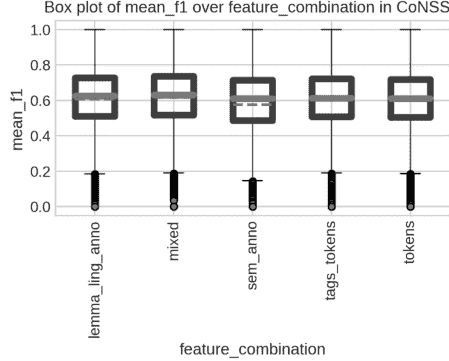 Box plot of mean_f1 over feature_combination in CoNSS
mean_f1
1.0
0.8
0.6
0.4
0.2
0.0
lemma_ling_anno
mixed
sem_anno
tags_tokens
tokens
feature_combination